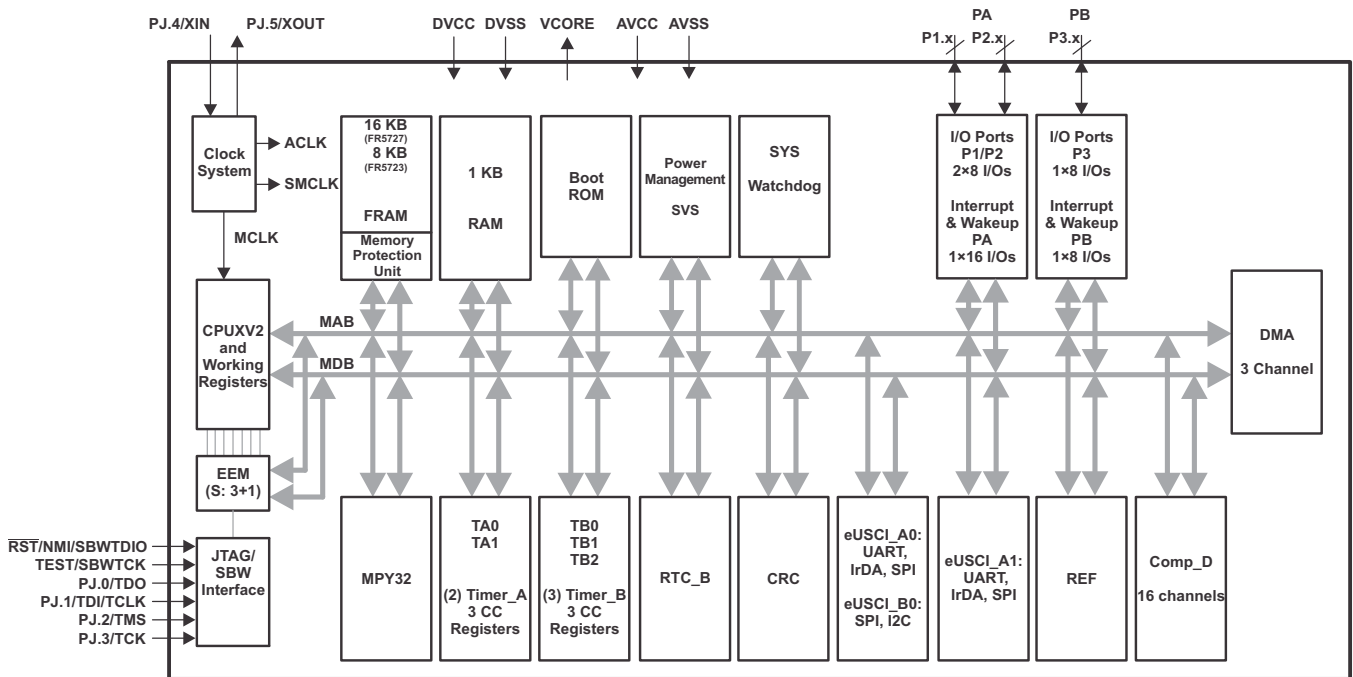 PJ.4/XIN
PJ.5/XOUT
DVCC
DVSS
VCORE
AVCC
AVSS
PA
P1.x
P2.x
PB
P3.x
Clock
System
ACLK
SMCLK
MCLK
16 KB
(FR5727)
8 KB
(FR5723)
FRAM
Memory
Protection
Unit
1 KB
RAM
Boot
ROM
Power
Management
SVS
SYS
Watchdog
I/O Ports
P1/P2
2×8 I/Os
Interrupt
& Wakeup
PA
1×16 I/Os
I/O Ports
P3
1×8 I/Os
Interrupt
& Wakeup
PB
1×8 I/Os
CPUXV2
and
Working
Registers
MAB
MDB
DMA
3 Channel
EEM
(S: 3+1)
RST/NMI/SBWTDIO
TEST/SBWTCK
PJ.0/TDO
PJ.1/TDI/TCLK
PJ.2/TMS
PJ.3/TCK
JTAG/
SBW
Interface
MPY32
TA0
TA1
(2) Timer_A
3 CC
Registers
TB0
TB1
TB2
(3) Timer_B
3 CC
Registers
RTC_B
CRC
eUSCI_A0:
UART,
IrDA, SPI
eUSCI_B0:
SPI, I2C
eUSCI_A1:
UART,
IrDA, SPI
REF
Comp_D
16 channels